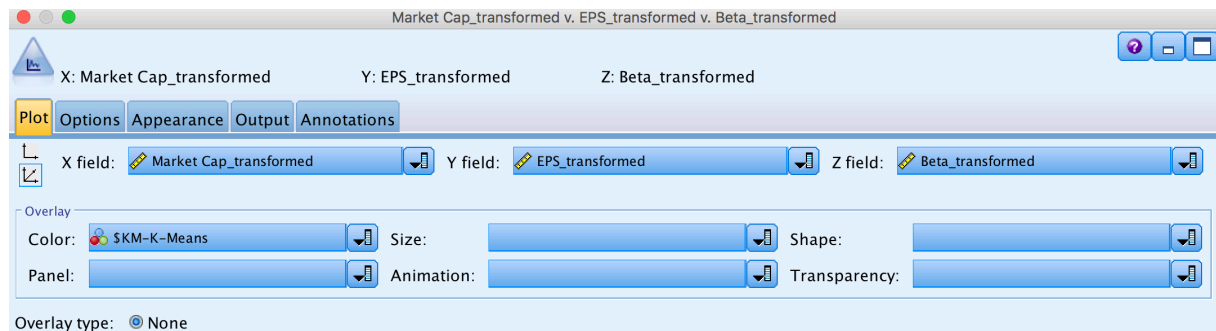 Market Cap_transformed v. EPS_transformed v. Beta_transformed
X: Market Cap_transformed Y: EPS_transformed Z: Beta_transformed
Plot Options Appearance Output Annotations
X field: Market Cap_transformed Y field: EPS_transformed Z field: Beta_transformed
Overlay
Color: $KM-K-Means Size: Shape:
Panel: Animation: Transparency:
Overlay type: None